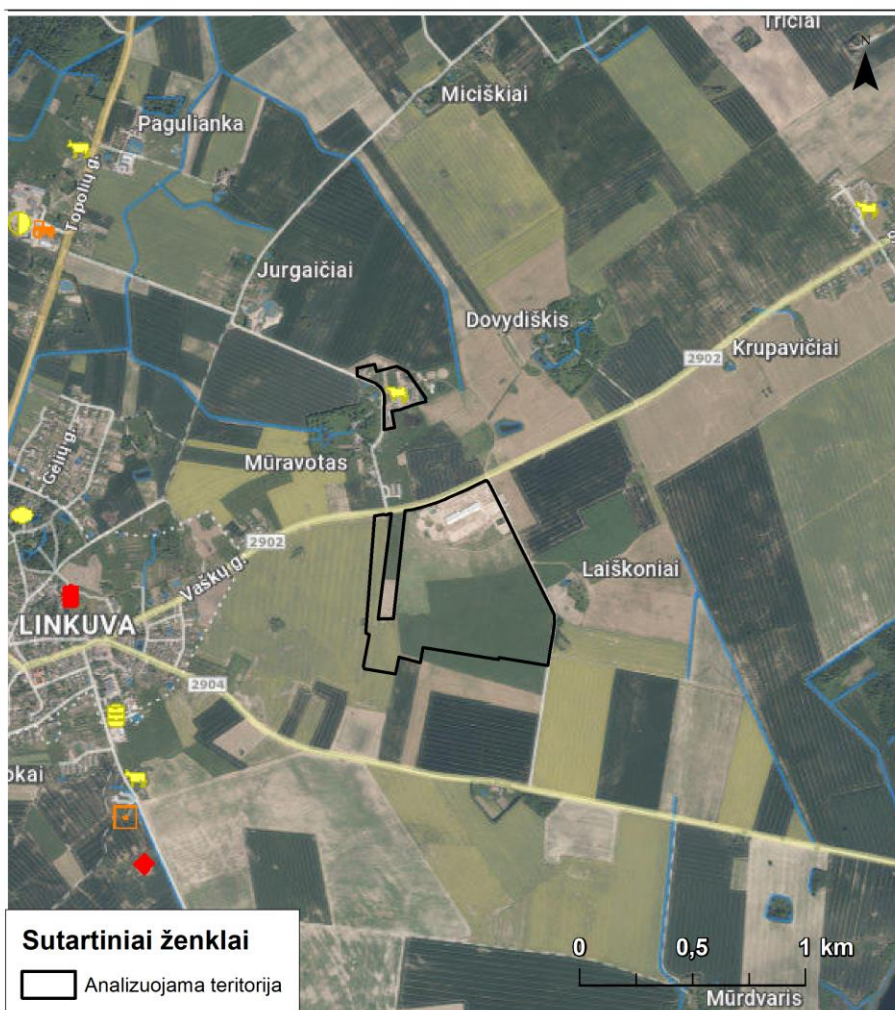 Tričiai
N
Miciškiai
Pagulianka
Topolių g.
Jurgaičiai
Dovydiškis
2902
Krupavičiai
Gėlių g.
Mūravotas
2902
Vaškų g.
Laiškoniai
LINKUVA
2904
okai
Sutartiniai ženklai
Analizuojama teritorija
0 0,5 1 km
Mūrdvaris